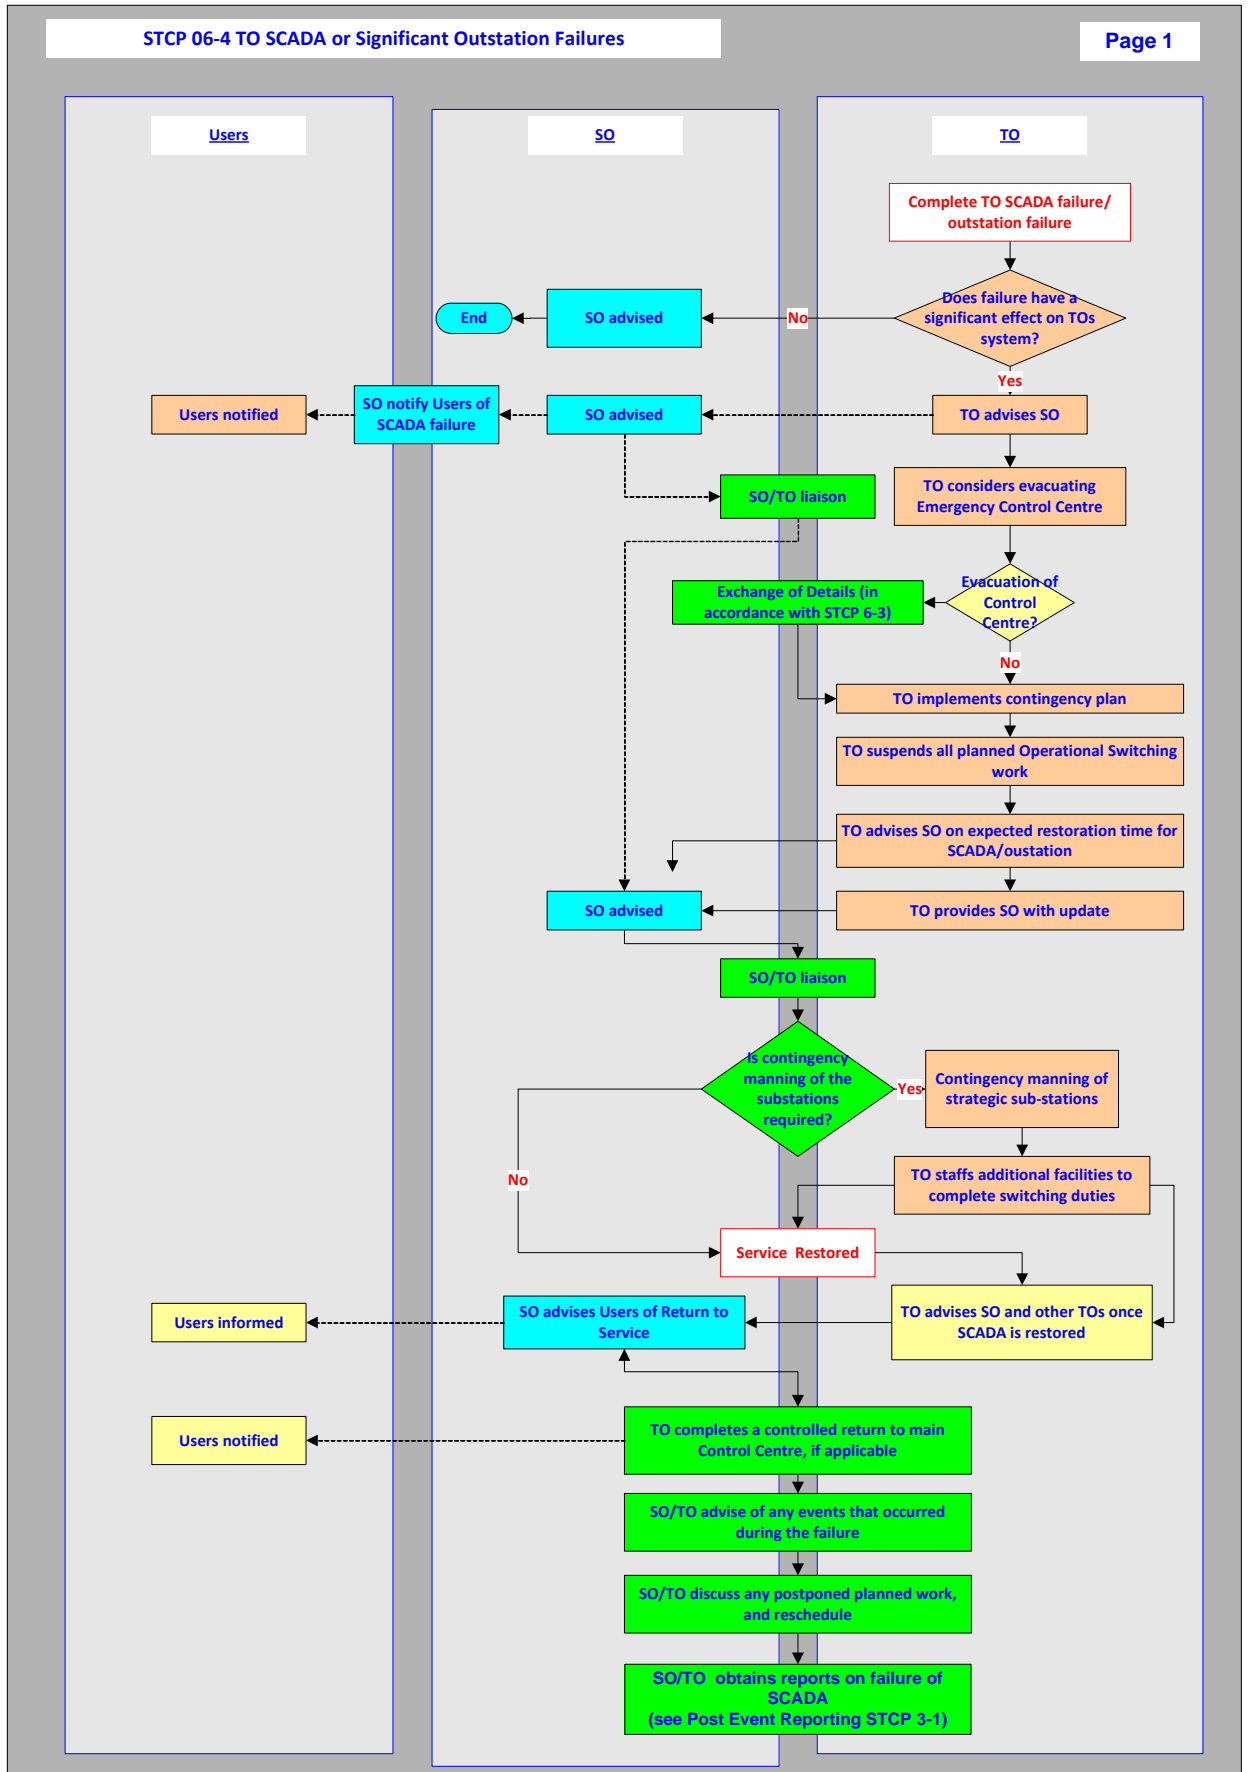 STCP 06-4 TO SCADA or Significant Outstation Failures
Page 1
Users
SO
TO
Complete TO SCADA failure/
outstation failure
Does failure have a
significant effect on TOs
system?
No
SO advised
End
Yes
TO advises SO
SO advised
SO notify Users of
SCADA failure
Users notified
SO/TO liaison
TO considers evacuating
Emergency Control Centre
Evacuation of
Control
Centre?
Exchange of Details (in
accordance with STCP 6-3)
No
TO implements contingency plan
TO suspends all planned Operational Switching
work
TO advises SO on expected restoration time for
SCADA/oustation
SO advised
TO provides SO with update
SO/TO liaison
Is contingency
manning of the
substations
required?
Yes
Contingency manning of
strategic sub-stations
No
TO staffs additional facilities to
complete switching duties
Service  Restored
TO advises SO and other TOs once
SCADA is restored
SO advises Users of Return to
Service
Users informed
TO completes a controlled return to main
Control Centre, if applicable
Users notified
SO/TO advise of any events that occurred
during the failure
SO/TO discuss any postponed planned work,
and reschedule
SO/TO  obtains reports on failure of
SCADA
(see Post Event Reporting STCP 3-1)